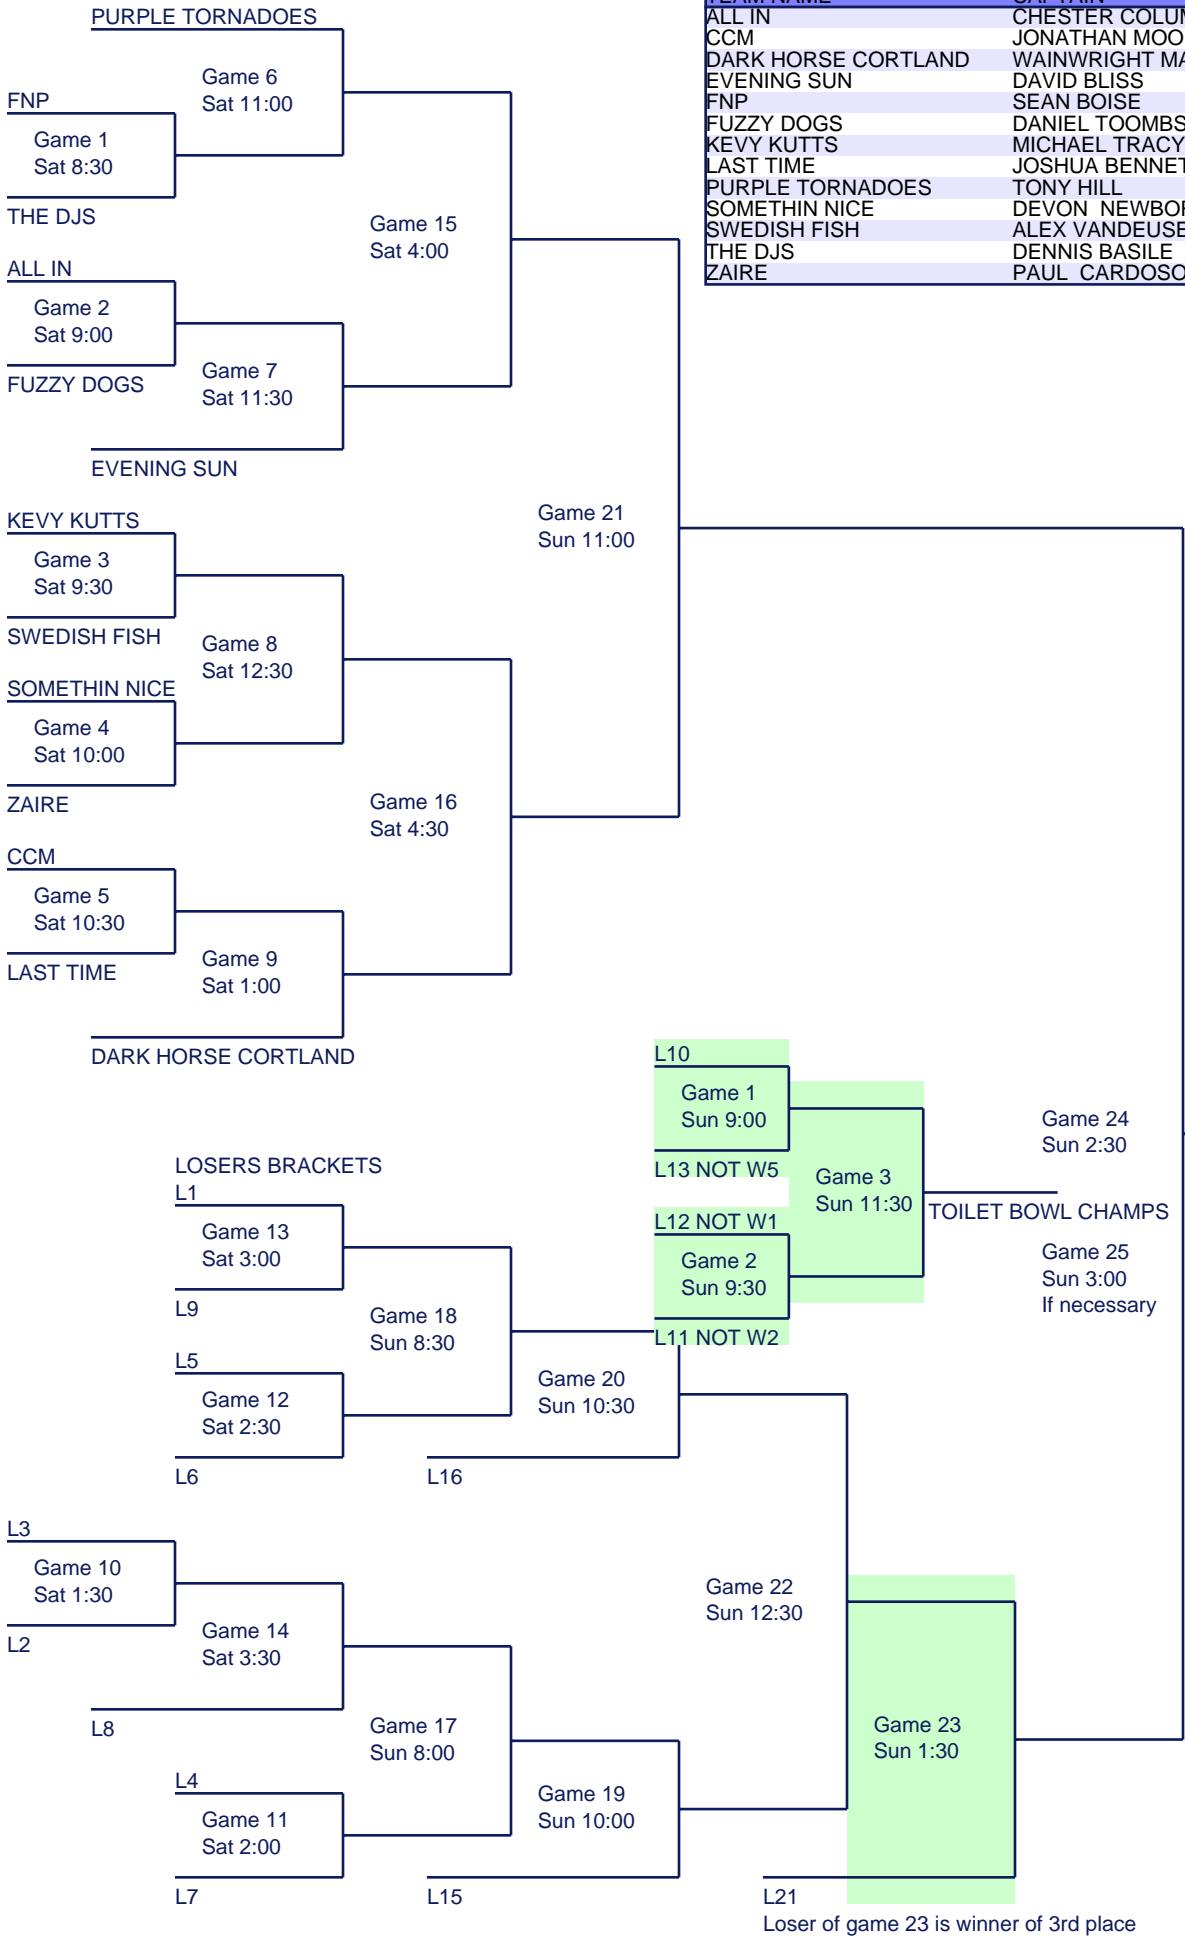 TEAM NAME CAPTAIN
ALL IN
CCM JONATHAN
DARK HORSE CORTLAND WAINWRIGHT
EVENING SUN DAVID BLISS
FNP SEAN BOISE
FUZZY DOGS DANIEL TOOMBS
KEVY KUTTS MICHAEL TRACY
LAST TIME JOSHUA
PURPLE TORNADOES TONY HILL
SOMETHIN NICE DEVON
SWEDISH FISH ALEX
THE DJS DENNIS BASILE
ZAIRE PAUL CARDOSO
PURPLE TORNADOES
Game 6
Sat 11:00
FNP
Game 1
Sat 8:30
THE DJS
Game 15
Sat 4:00
ALL IN
Game 2
Sat 9:00
FUZZY DOGS
Game 7
Sat 11:30
EVENING SUN
Game 21
Sun 11:00
KEVY KUTTS
Game 3
Sat 9:30
SWEDISH FISH
Game 8
Sat 12:30
SOMETHIN NICE
Game 4
Sat 10:00
ZAIRE
Game 16
Sat 4:30
CCM
Game 5
Sat 10:30
LAST TIME
Game 9
Sat 1:00
DARK HORSE CORTLAND
L10
Game 1
Sun 9:00
L13 NOT W5
Game 3
Sun 11:30
L12 NOT W1
Game 2
Sun 9:30
L11 NOT W2
TOILET BOWL CHAMPS
Game 24
Sun 2:30
Game 25
Sun 3:00
If necessary
LOSERS BRACKETS
L1
Game 13
Sat 3:00
L9
Game 18
Sun 8:30
L5
Game 12
Sat 2:30
L6
Game 20
Sun 10:30
L16
L3
Game 10
Sat 1:30
L2
Game 14
Sat 3:30
L8
Game 17
Sun 8:00
L4
Game 11
Sat 2:00
L7
Game 19
Sun 10:00
L15
Game 22
Sun 12:30
Game 23
Sun 1:30
L21
Loser of game 23 is winner of 3rd place